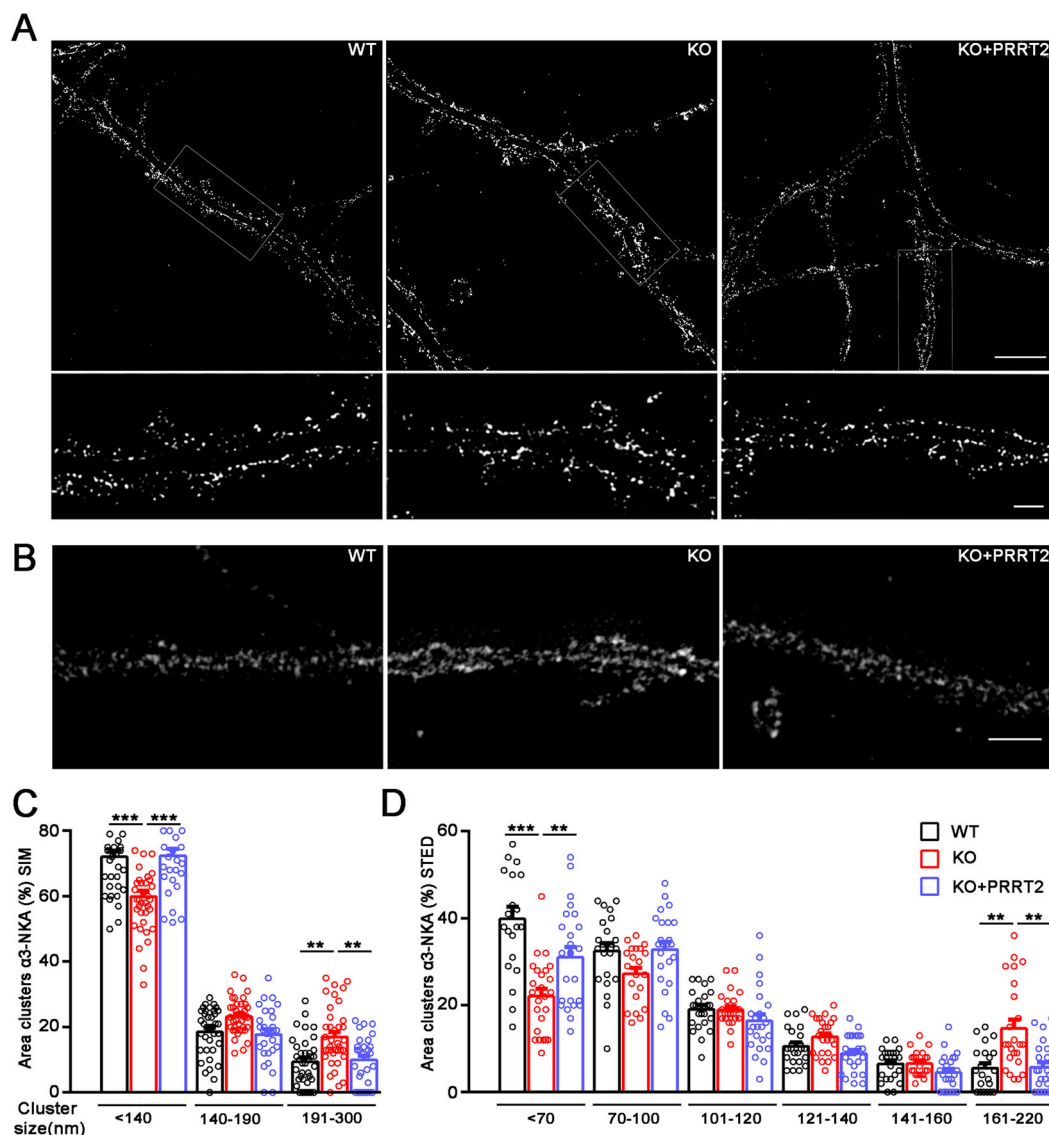 A
WT
KO
KO+PRRT2
B
WT
KO
KO+PRRT2
C
Area clusters α3-NKA (%) SIM
80
60
40
20
0
*** ***
** **
Cluster size(nm)
<140 140-190 191-300
D
Area clusters α3-NKA (%) STED
60
40
20
0
*** **
** **
WT
KO
KO+PRRT2
<70 70-100 101-120 121-140 141-160 161-220